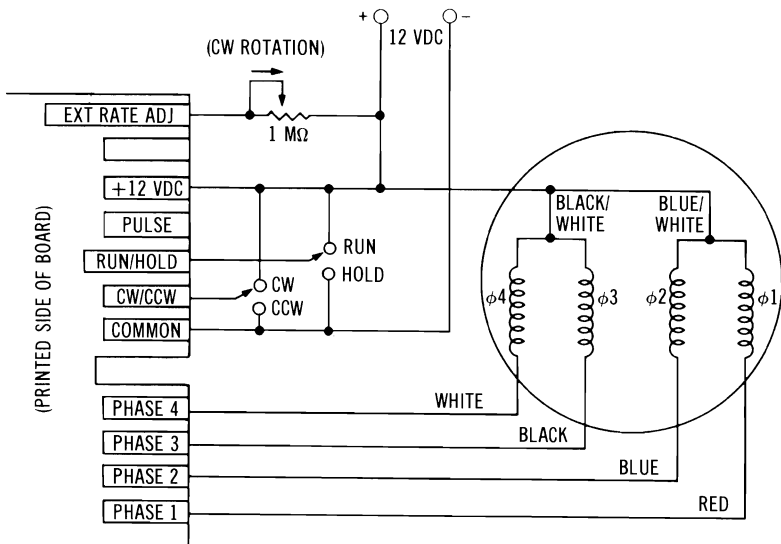 +
12 VDC
-
(CW ROTATION)
EXT RATE ADJ
1 MΩ
+12 VDC
PULSE
RUN/HOLD
CW/CCW
COMMON
RUN
HOLD
CW
CCW
BLACK/
WHITE
BLUE/
WHITE
ϕ4
ϕ3
ϕ2
ϕ1
(PRINTED SIDE OF BOARD)
PHASE 4
WHITE
PHASE 3
BLACK
PHASE 2
BLUE
PHASE 1
RED